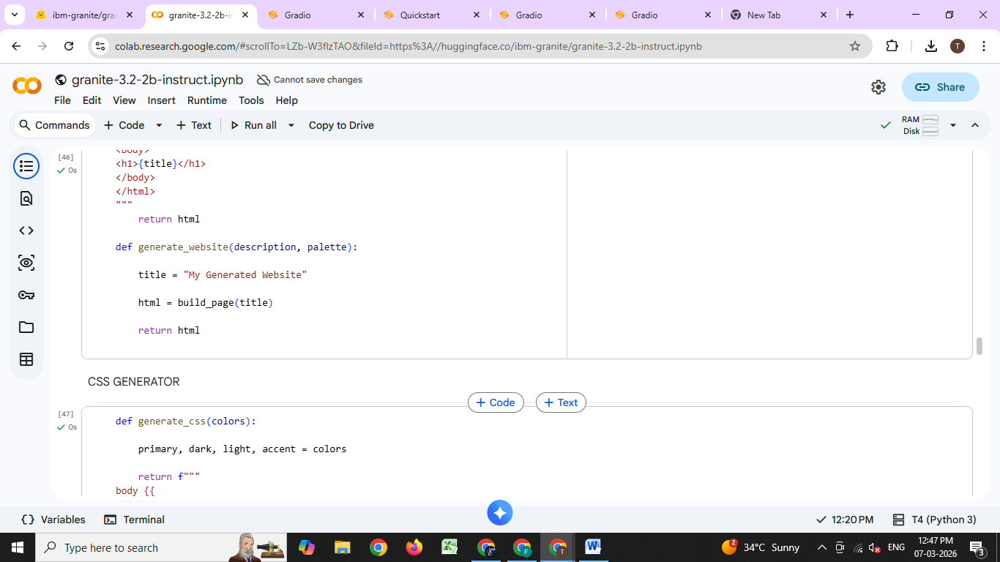 ibm-granite/gra
granite-3.2-2b-i
Gradio
Quickstart
Gradio
Gradio
New Tab
colab.research.google.com/#scrollTo=LZb-W3flzTAO&fileId=https%3A//huggingface.co/ibm-granite/granite-3.2-2b-instruct.ipynb
T
granite-3.2-2b-instruct.ipynb
Cannot save changes
File Edit View Insert Runtime Tools Help
Share
Commands + Code + Text Run all Copy to Drive
RAM
Disk
[46]
0s
<body>
<h1>{title}</h1>
</body>
</html>
"""
return html
def generate_website(description, palette):
title = "My Generated Website"
html = build_page(title)
return html
CSS GENERATOR
+ Code + Text
[47]
0s
def generate_css(colors):
primary, dark, light, accent = colors
return f"""
body {{
Variables Terminal
12:20 PM T4 (Python 3)
Type here to search
34°C Sunny
ENG
12:47 PM
07-03-2026
2
3